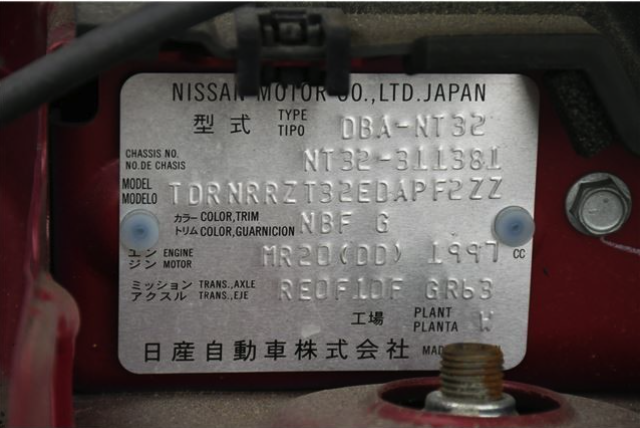 NISSAN MOTOR CO.,LTD.JAPAN
型式 TYPE TIPO DBA-NT32
CHASSIS NO. NO.DE CHASIS NT32-311381
MODEL MODELO TDRNRRZT32EDAPF2ZZ
カラー COLOR,TRIM トリム COLOR,GUARNICION NBF G
エンジン ENGINE MOTOR MR20(DD) 1997 CC
ミッション TRANS.,AXLE アクスル TRANS.,EJE RE0F10F GR63
工場 PLANT PLANTA W
日産自動車株式会社 MADE